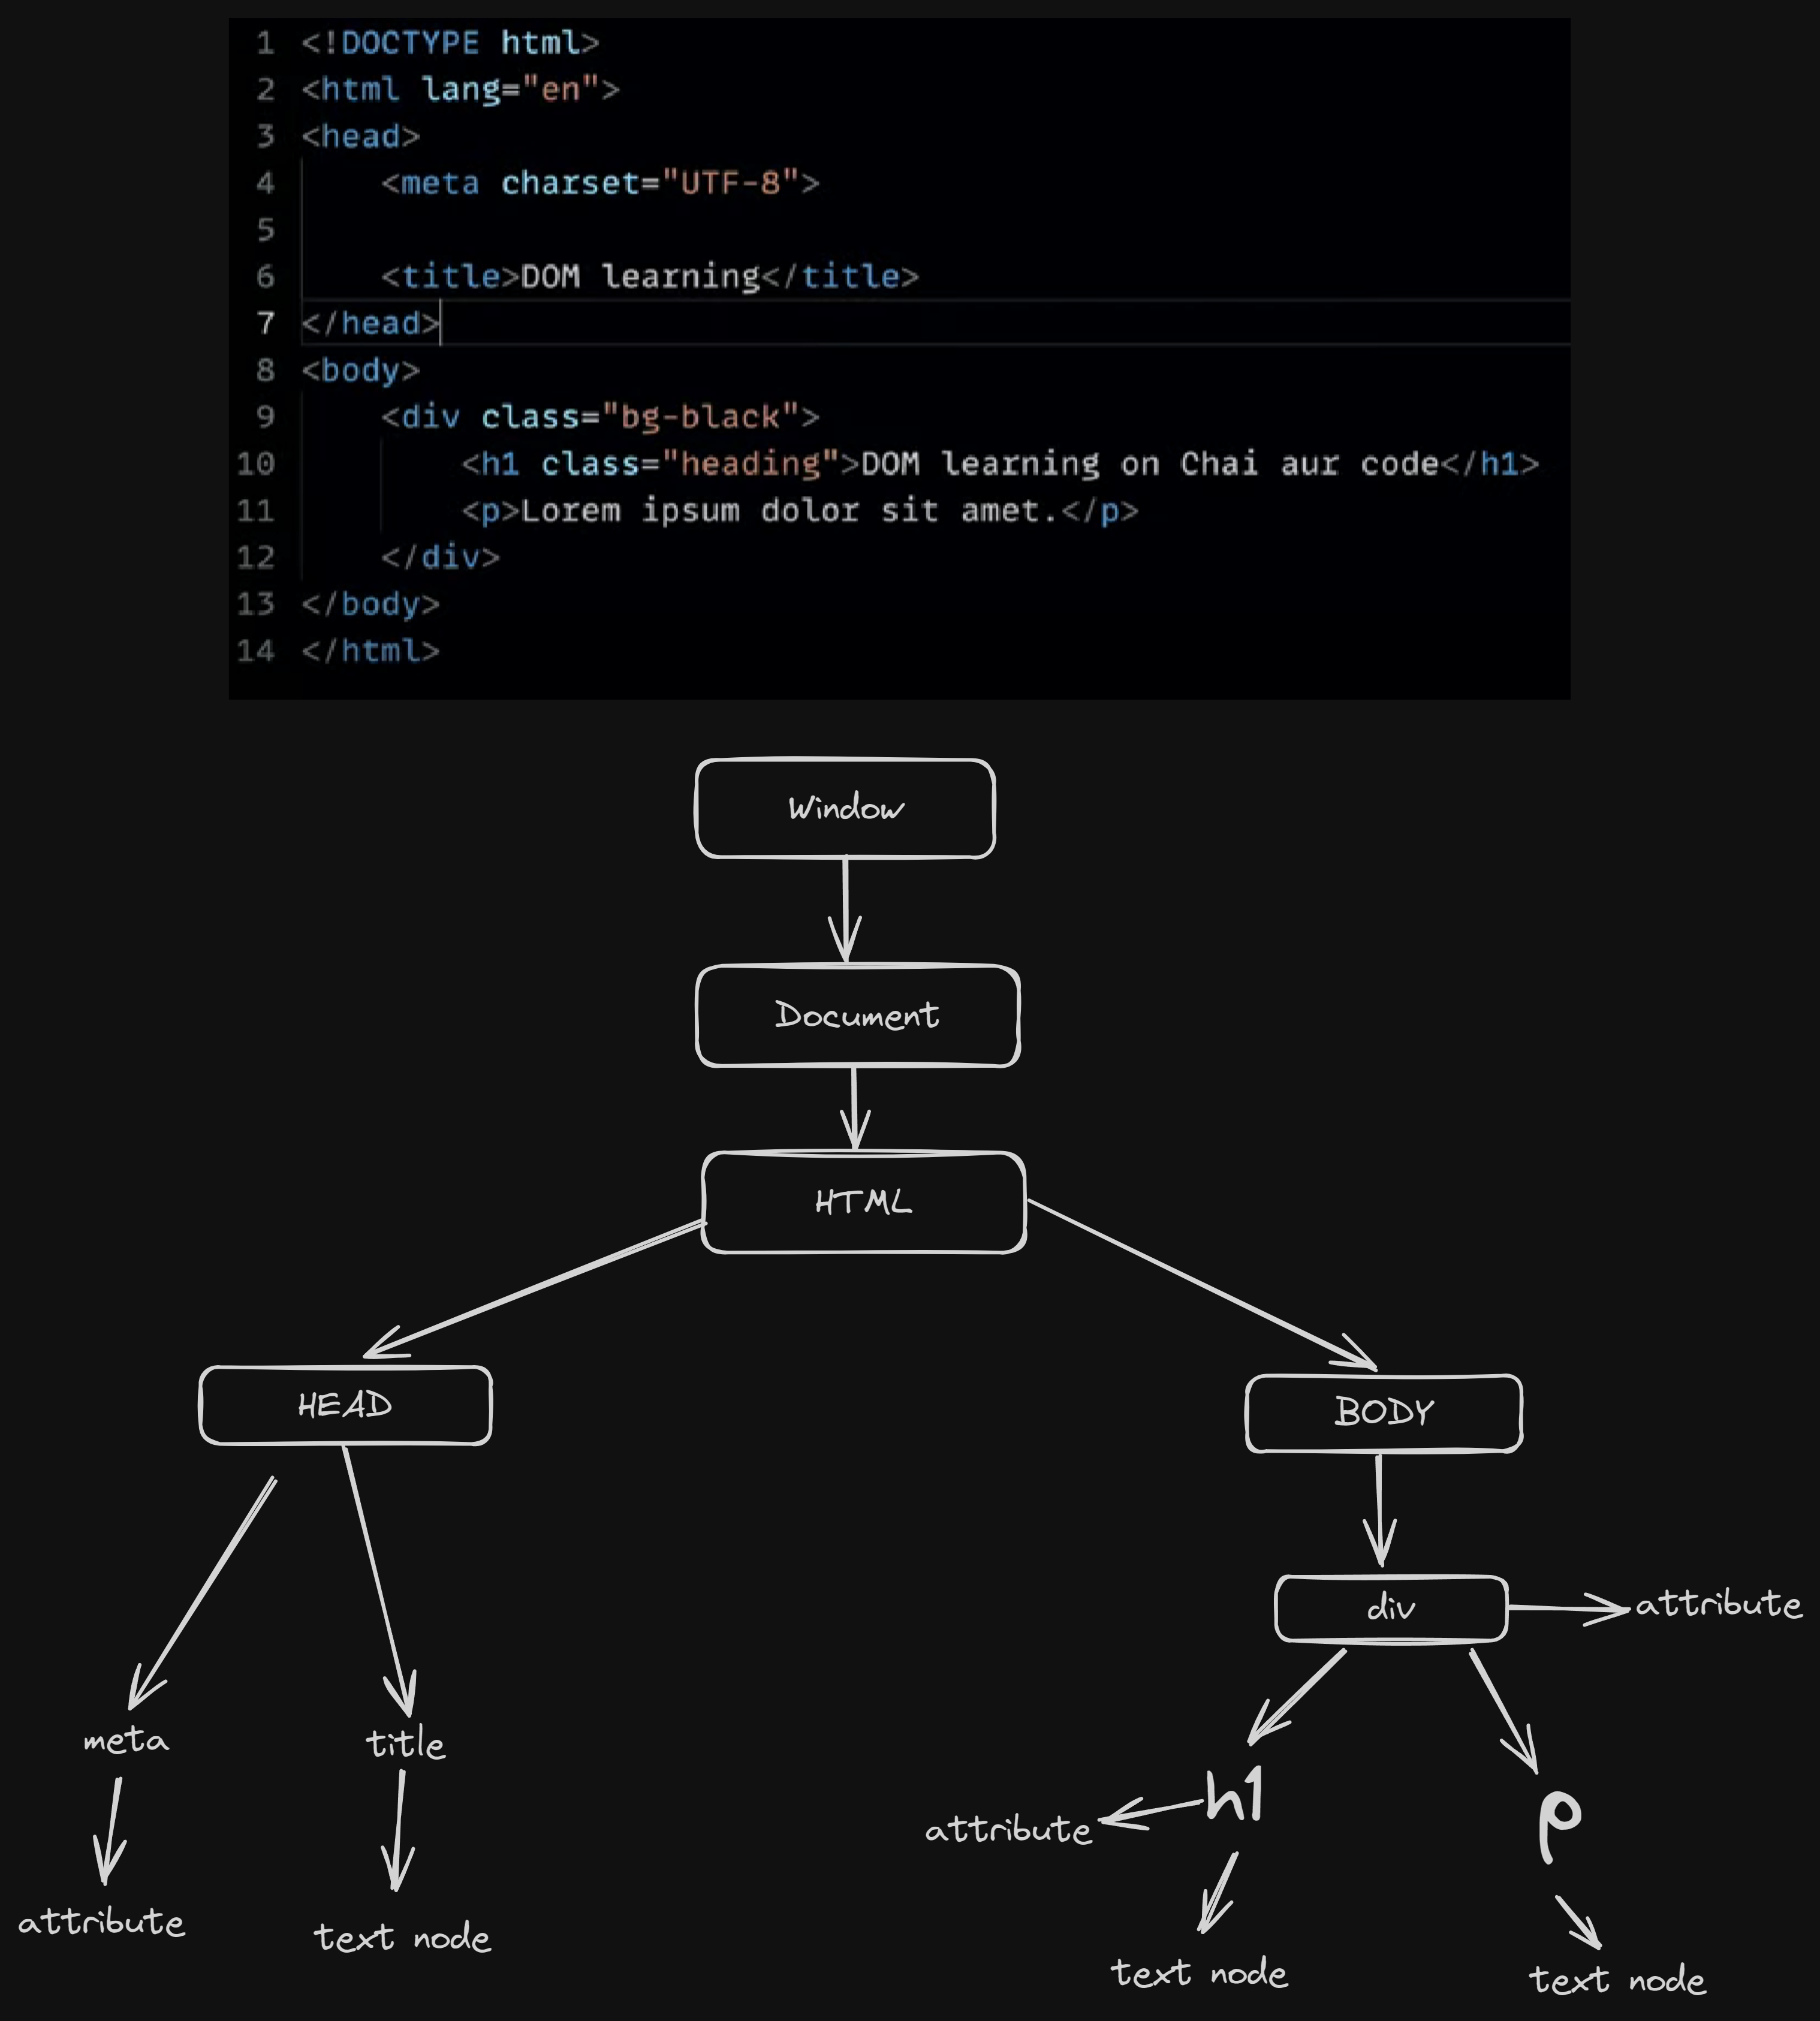 1 <!DOCTYPE html>
2 <html lang="en">
3 <head>
4     <meta charset="UTF-8">
5
6     <title>DOM learning</title>
7 </head>
8 <body>
9     <div class="bg-black">
10         <h1 class="heading">DOM learning on Chai aur code</h1>
11         <p>Lorem ipsum dolor sit amet.</p>
12     </div>
13 </body>
14 </html>
Window
Document
HTML
HEAD
BODY
div
attribute
meta
title
h1
p
attribute
attribute
text node
text node
text node